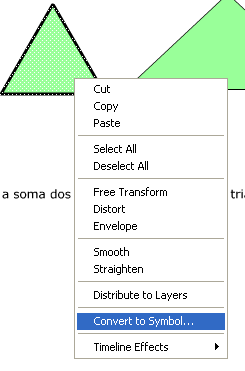 Cut
Copy
Paste
Select All
Deselect All
Free Transform
a soma dos
tria
Distort
Envelope
Smooth
Straighten
Distribute to Layers
Convert to Symbol...
Timeline Effects